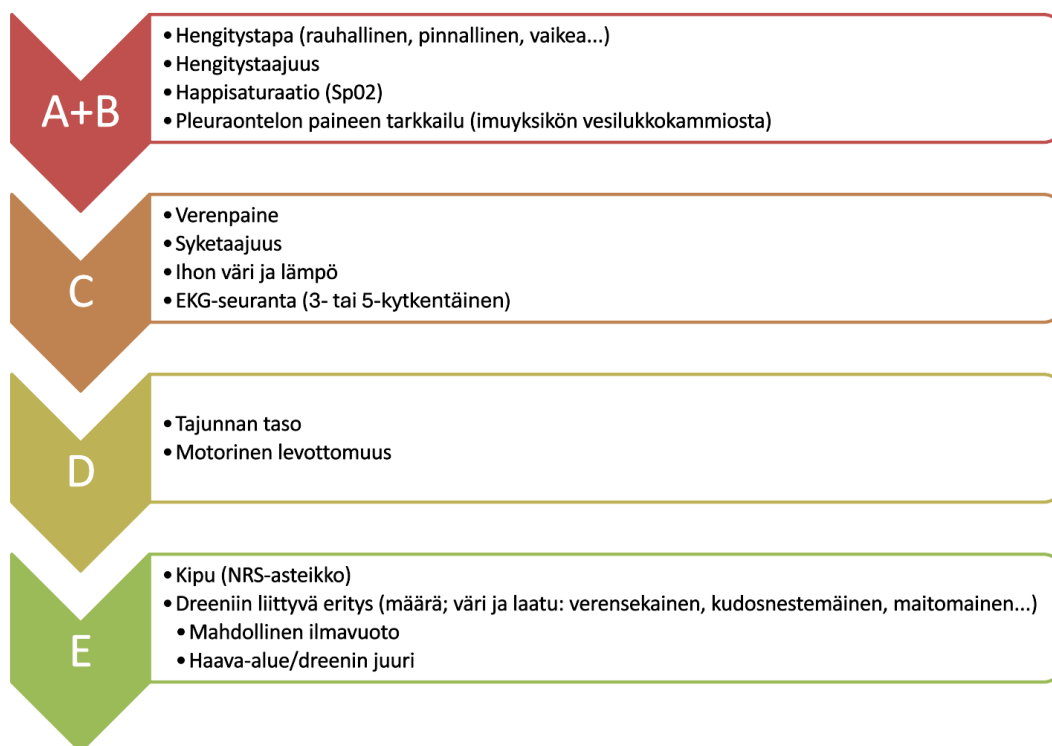 A+B
• Hengitystapa (rauhallinen, pinnallinen, vaikea...)
• Hengitystaajuus
• Happisaturaatio (Sp02)
• Pleuraontelon paineen tarkkailu (imuyksikön vesilukkokammiosta)
C
• Verenpaine
• Syketaajuus
• Ihon väri ja lämpö
• EKG-seuranta (3- tai 5-kytkentäinen)
D
• Tajunnan taso
• Motorinen levottomuus
E
• Kipu (NRS-asteikko)
• Dreeniin liittyvä eritys (määrä; väri ja laatu: verensekainen, kudosnestemäinen, maitomainen...)
• Mahdollinen ilmavuoto
• Haava-alue/dreenin juuri